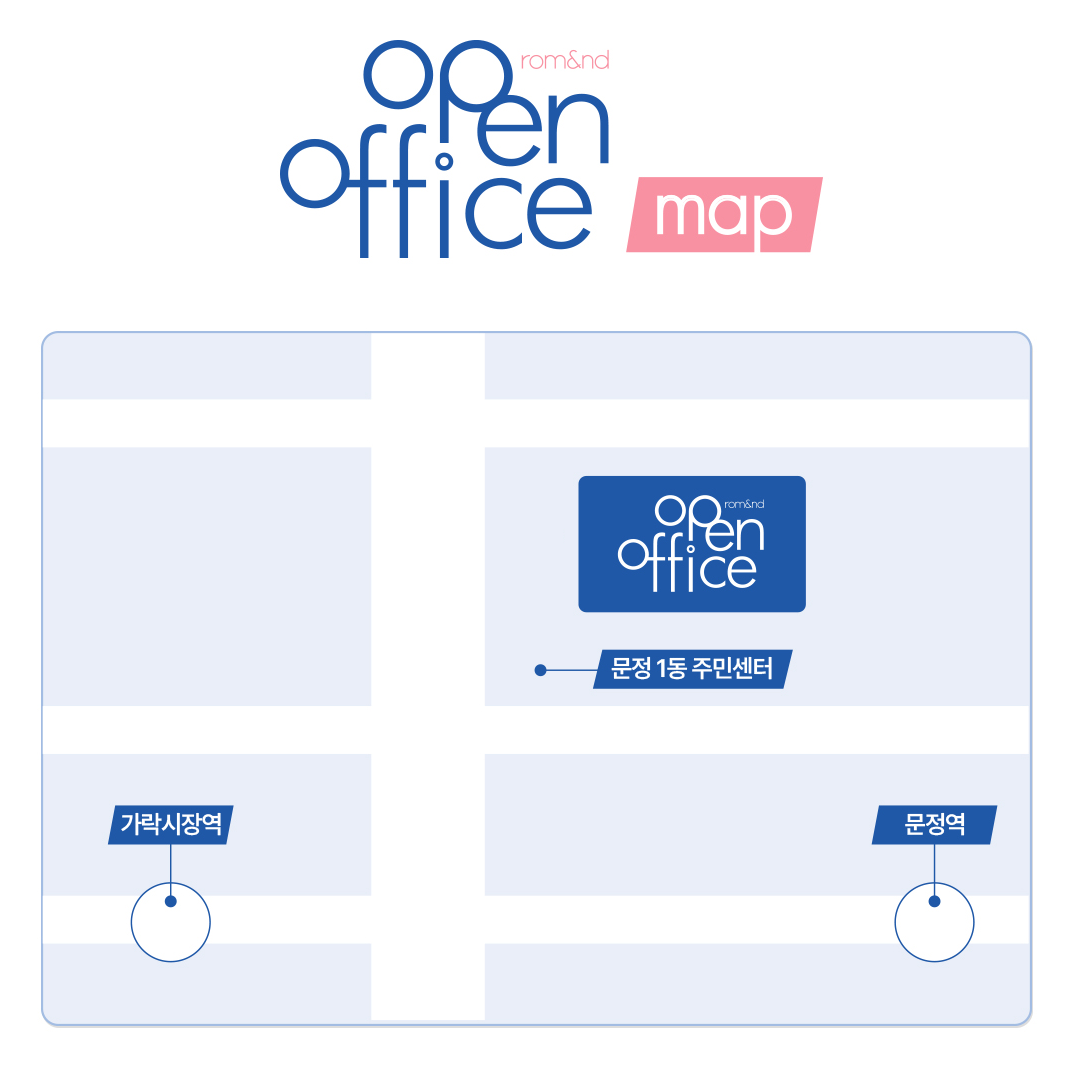 open
rom&nd
office
map
open
rom&nd
office
문정 1동 주민센터
가락시장역
문정역